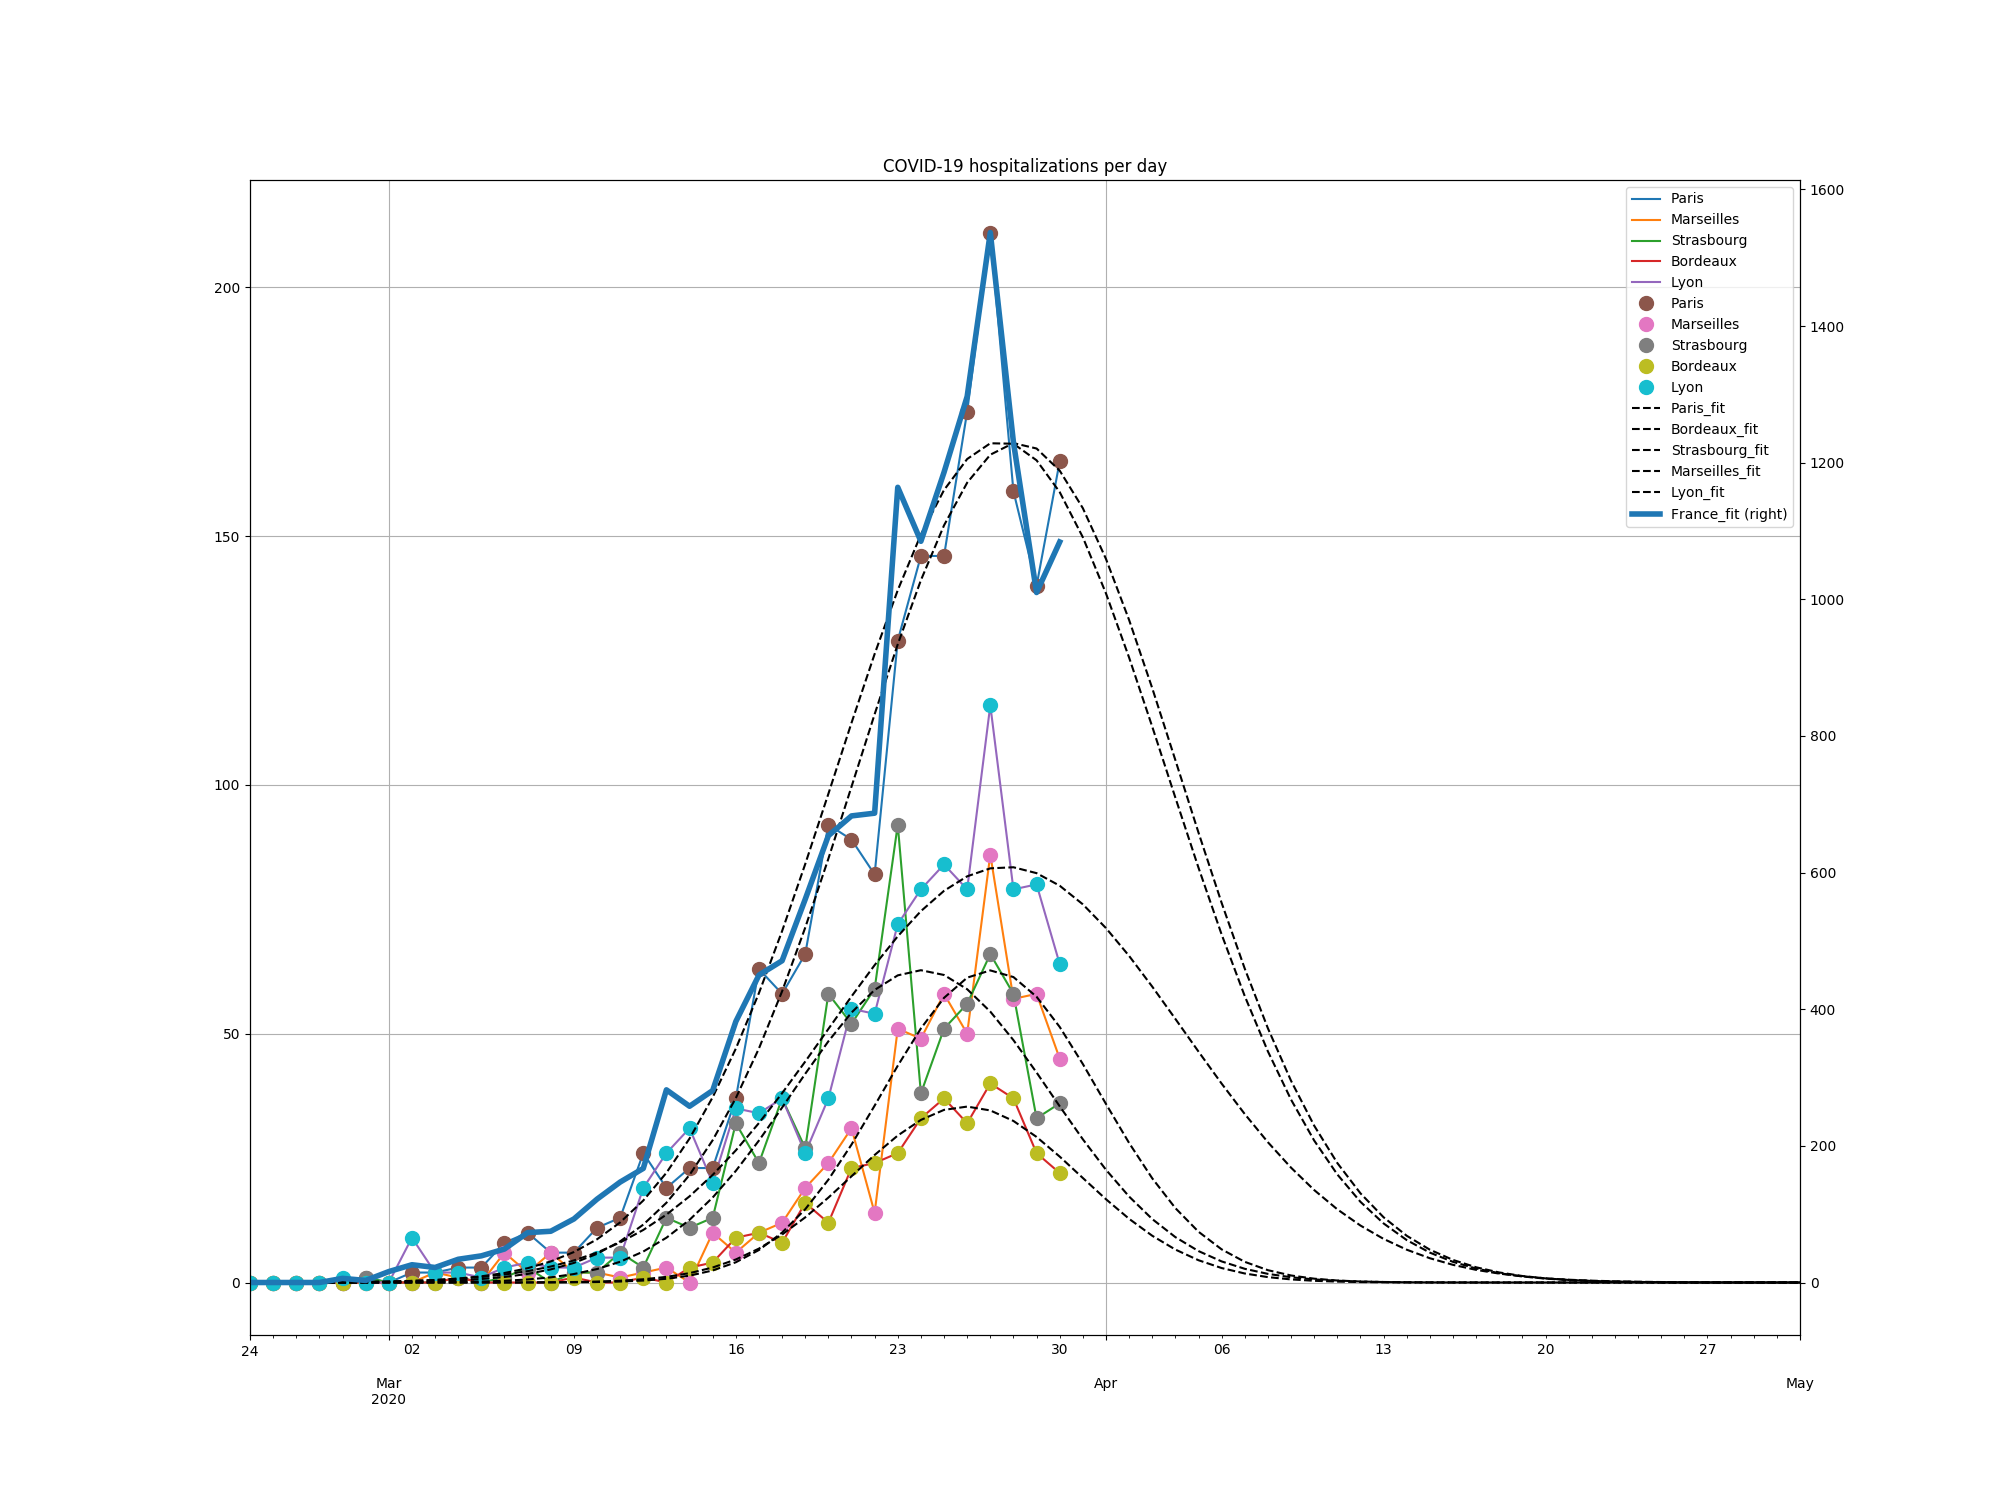 COVID-19 hospitalizations per day
200
150
100
50
0
1600
1400
1200
1000
800
600
400
200
0
Paris
Marseilles
Strasbourg
Bordeaux
Lyon
Paris
Marseilles
Strasbourg
Bordeaux
Lyon
Paris_fit
Bordeaux_fit
Strasbourg_fit
Marseilles_fit
Lyon_fit
France_fit (right)
24 02 09 16 23 30 06 13 20 27
Mar Apr May
2020